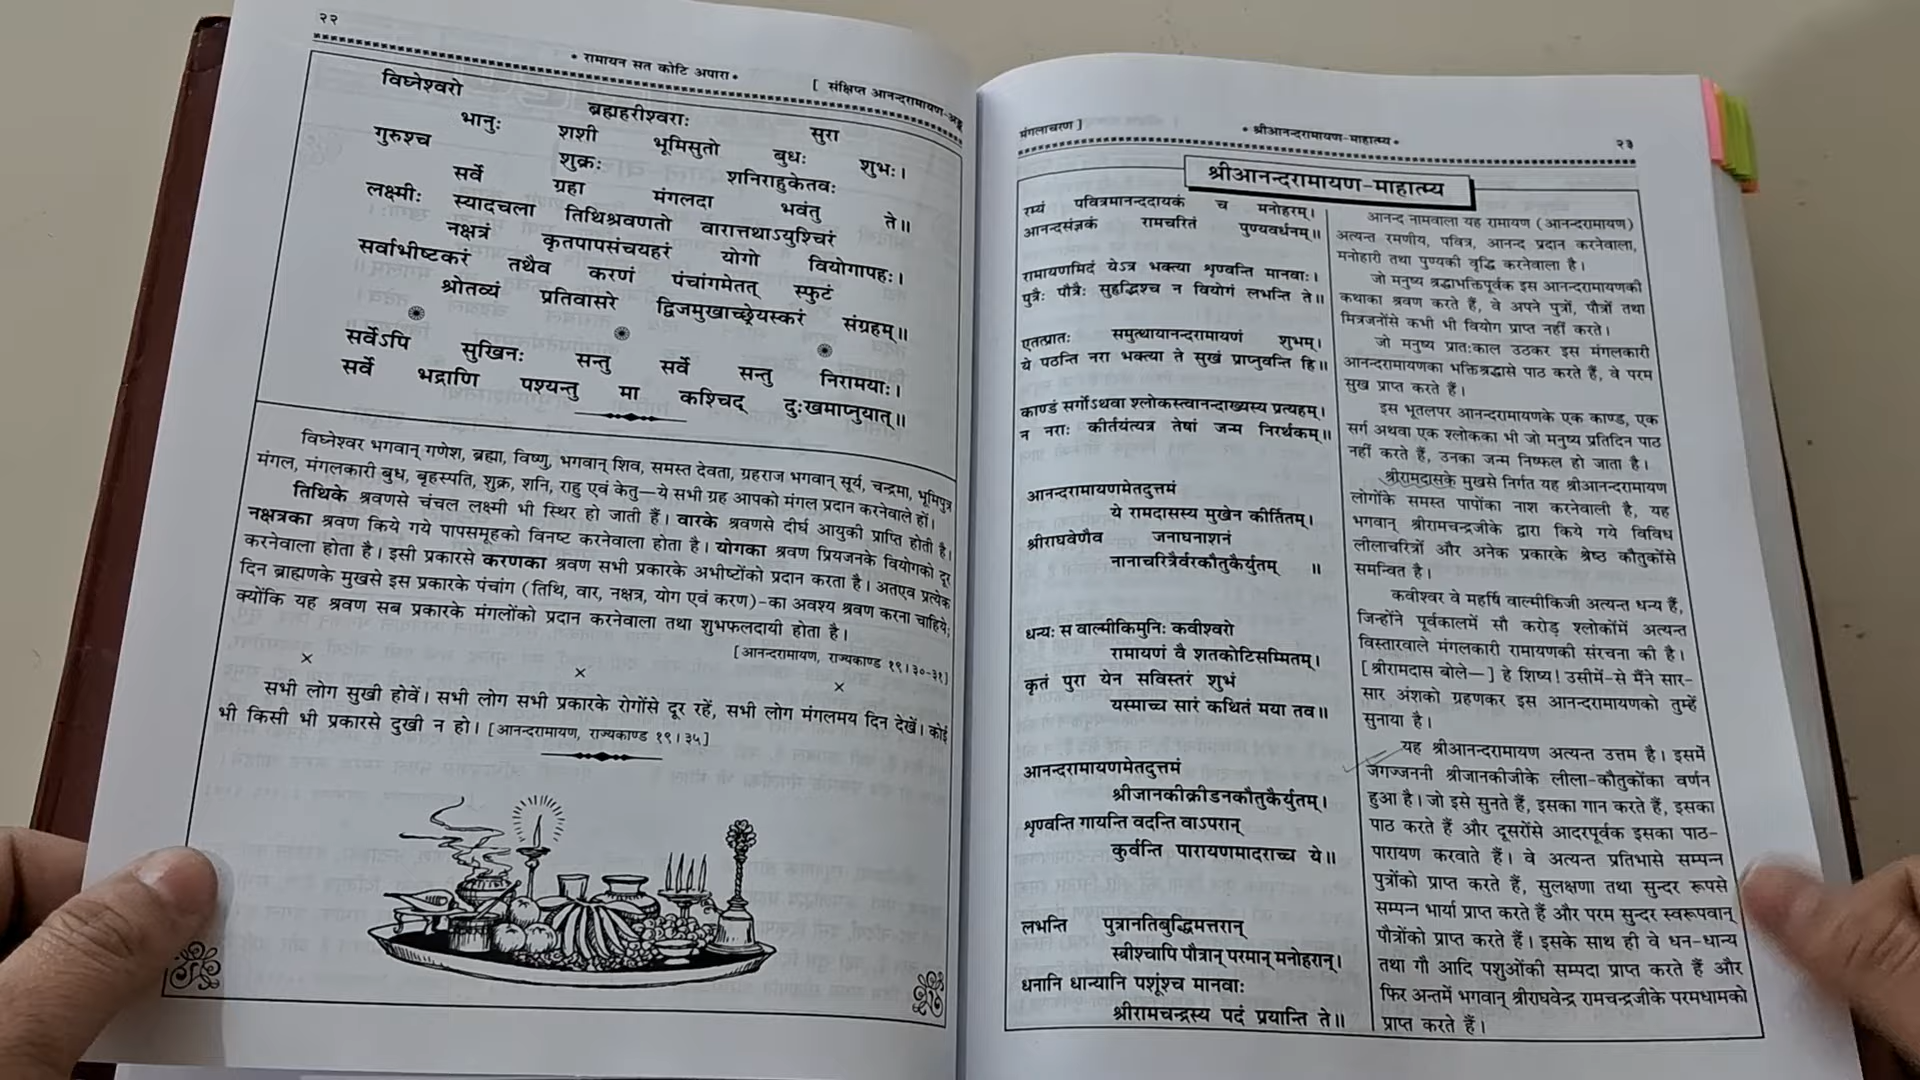 २२
* रामायन सत कोटि अपारा *
[ संक्षिप्त आनन्दरामायण-अङ्क
विघ्नेश्वरो ब्रह्महरीश्वराः सुरा
भानुः शशी भूमिसुतो बुधः शुभः।
गुरुश्च शुक्रः शनिराहुकेतवः
सर्वे ग्रहा मंगलदा भवंतु ते॥
लक्ष्मीः स्यादचला तिथिश्रवणतो वारात्तथाऽयुश्चिरं
नक्षत्रं कृतपापसंचयहरं योगो वियोगापहः।
सर्वाभीष्टकरं तथैव करणं पंचांगमेतत् स्फुटं
श्रोतव्यं प्रतिवासरे द्विजमुखाच्छ्रेयस्करं संग्रहम्॥
सर्वेऽपि सुखिनः सन्तु सर्वे सन्तु निरामयाः।
सर्वे भद्राणि पश्यन्तु मा कश्चिद् दुःखमाप्नुयात्॥
विघ्नेश्वर भगवान् गणेश, ब्रह्मा, विष्णु, भगवान् शिव, समस्त देवता, ग्रहराज भगवान् सूर्य, चन्द्रमा, भूमिपुत्र
मंगल, मंगलकारी बुध, बृहस्पति, शुक्र, शनि, राहु एवं केतु—ये सभी ग्रह आपको मंगल प्रदान करनेवाले हों।
तिथिके श्रवणसे चंचल लक्ष्मी भी स्थिर हो जाती हैं। वारके श्रवणसे दीर्घ आयुकी प्राप्ति होती है।
नक्षत्रका श्रवण किये गये पापसमूहको विनष्ट करनेवाला होता है। योगका श्रवण प्रियजनके वियोगको दूर
करनेवाला होता है। इसी प्रकारसे करणका श्रवण सभी प्रकारके अभीष्टोंको प्रदान करता है। अतएव प्रत्येक
दिन ब्राह्मणके मुखसे इस प्रकारके पंचांग (तिथि, वार, नक्षत्र, योग एवं करण)-का अवश्य श्रवण करना चाहिये;
क्योंकि यह श्रवण सब प्रकारके मंगलोंको प्रदान करनेवाला तथा शुभफलदायी होता है।
[आनन्दरामायण, राज्यकाण्ड १९।३०-३१]
× × ×
सभी लोग सुखी होवें। सभी लोग सभी प्रकारके रोगोंसे दूर रहें, सभी लोग मंगलमय दिन देखें। कोई
भी किसी भी प्रकारसे दुखी न हो। [आनन्दरामायण, राज्यकाण्ड १९।३५]
मंगलाचरण ]
* श्रीआनन्दरामायण-माहात्म्य *
२३
श्रीआनन्दरामायण-माहात्म्य
रम्यं पवित्रमानन्ददायकं च मनोहरम्।
आनन्दसंज्ञकं रामचरितं पुण्यवर्धनम्॥
रामायणमिदं येऽत्र भक्त्या शृण्वन्ति मानवाः।
पुत्रैः पौत्रैः सुहृद्भिश्च न वियोगं लभन्ति ते॥
एतत्प्रातः समुत्थायानन्दरामायणं शुभम्।
ये पठन्ति नरा भक्त्या ते सुखं प्राप्नुवन्ति हि॥
काण्डं सर्गोऽथवा श्लोकस्त्वानन्दाख्यस्य प्रत्यहम्।
न नराः कीर्तयंत्यत्र तेषां जन्म निरर्थकम्॥
आनन्दरामायणमेतदुत्तमं
ये रामदासस्य मुखेन कीर्तितम्।
श्रीराघवेणैव जनाघनाशनं
नानाचरित्रैर्वरकौतुकैर्युतम् ॥
धन्यः स वाल्मीकिमुनिः कवीश्वरो
रामायणं वै शतकोटिसम्मितम्।
कृतं पुरा येन सविस्तरं शुभं
यस्माच्च सारं कथितं मया तव॥
आनन्दरामायणमेतदुत्तमं
श्रीजानकीक्रीडनकौतुकैर्युतम्।
शृण्वन्ति गायन्ति वदन्ति वाऽपरान्
कुर्वन्ति पारायणमादराच्च ये॥
लभन्ति पुत्रानतिबुद्धिमत्तरान्
स्त्रीश्चापि पौत्रान् परमान् मनोहरान्।
धनानि धान्यानि पशूंश्च मानवाः
श्रीरामचन्द्रस्य पदं प्रयान्ति ते॥
आनन्द नामवाला यह रामायण (आनन्दरामायण)
अत्यन्त रमणीय, पवित्र, आनन्द प्रदान करनेवाला,
मनोहारी तथा पुण्यकी वृद्धि करनेवाला है।
जो मनुष्य श्रद्धाभक्तिपूर्वक इस आनन्दरामायणकी
कथाका श्रवण करते हैं, वे अपने पुत्रों, पौत्रों तथा
मित्रजनोंसे कभी भी वियोग प्राप्त नहीं करते।
जो मनुष्य प्रातःकाल उठकर इस मंगलकारी
आनन्दरामायणका भक्तिश्रद्धासे पाठ करते हैं, वे परम
सुख प्राप्त करते हैं।
इस भूतलपर आनन्दरामायणके एक काण्ड, एक
सर्ग अथवा एक श्लोकका भी जो मनुष्य प्रतिदिन पाठ
नहीं करते हैं, उनका जन्म निष्फल हो जाता है।
श्रीरामदासके मुखसे निर्गत यह श्रीआनन्दरामायण
लोगोंके समस्त पापोंका नाश करनेवाली है, यह
भगवान् श्रीरामचन्द्रजीके द्वारा किये गये विविध
लीलाचरित्रों और अनेक प्रकारके श्रेष्ठ कौतुकोंसे
समन्वित है।
कवीश्वर वे महर्षि वाल्मीकिजी अत्यन्त धन्य हैं,
जिन्होंने पूर्वकालमें सौ करोड़ श्लोकोंमें अत्यन्त
विस्तारवाले मंगलकारी रामायणकी संरचना की है।
[श्रीरामदास बोले—] हे शिष्य! उसीमें-से मैंने सार-
सार अंशको ग्रहणकर इस आनन्दरामायणको तुम्हें
सुनाया है।
यह श्रीआनन्दरामायण अत्यन्त उत्तम है। इसमें
जगज्जननी श्रीजानकीजीके लीला-कौतुकोंका वर्णन
हुआ है। जो इसे सुनते हैं, इसका गान करते हैं, इसका
पाठ करते हैं और दूसरोंसे आदरपूर्वक इसका पाठ-
पारायण करवाते हैं। वे अत्यन्त प्रतिभासे सम्पन्न
पुत्रोंको प्राप्त करते हैं, सुलक्षणा तथा सुन्दर रूपसे
सम्पन्न भार्या प्राप्त करते हैं और परम सुन्दर स्वरूपवान्
पौत्रोंको प्राप्त करते हैं। इसके साथ ही वे धन-धान्य
तथा गौ आदि पशुओंकी सम्पदा प्राप्त करते हैं और
फिर अन्तमें भगवान् श्रीराघवेन्द्र रामचन्द्रजीके परमधामको
प्राप्त करते हैं।